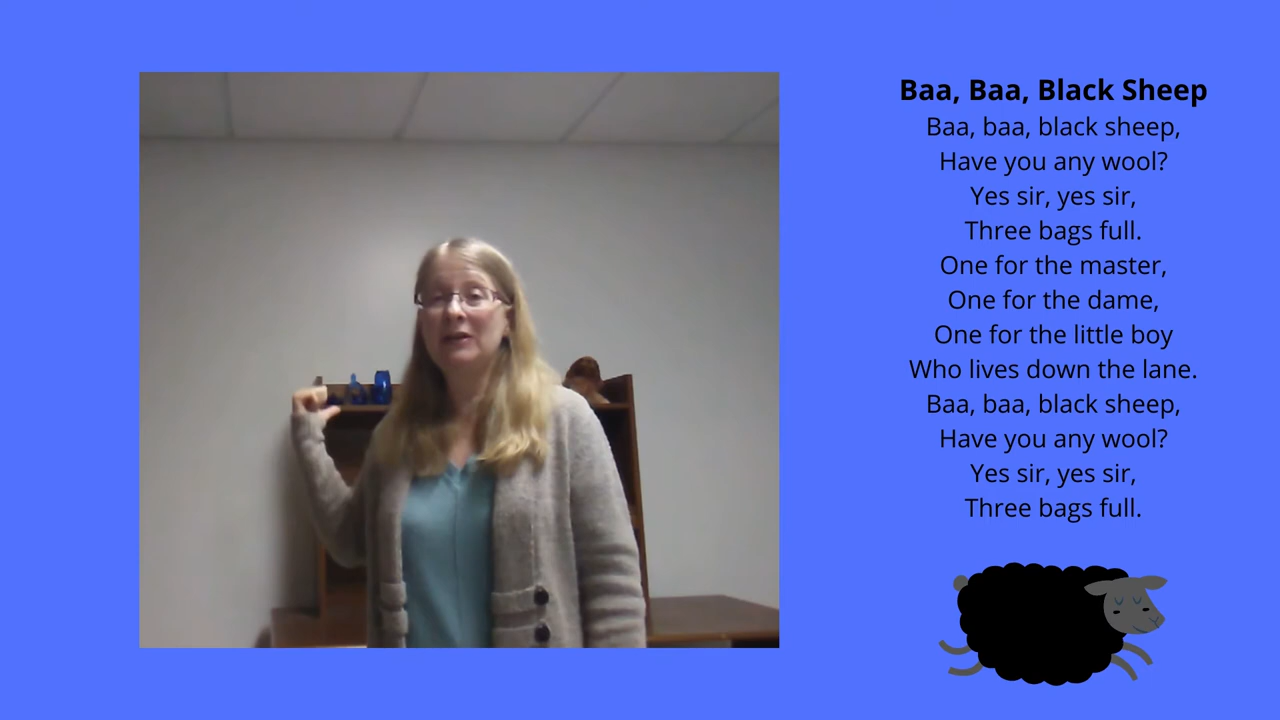 Baa, Baa, Black Sheep
Baa, baa, black sheep,
Have you any wool?
Yes sir, yes sir,
Three bags full.
One for the master,
One for the dame,
One for the little boy
Who lives down the lane.
Baa, baa, black sheep,
Have you any wool?
Yes sir, yes sir,
Three bags full.